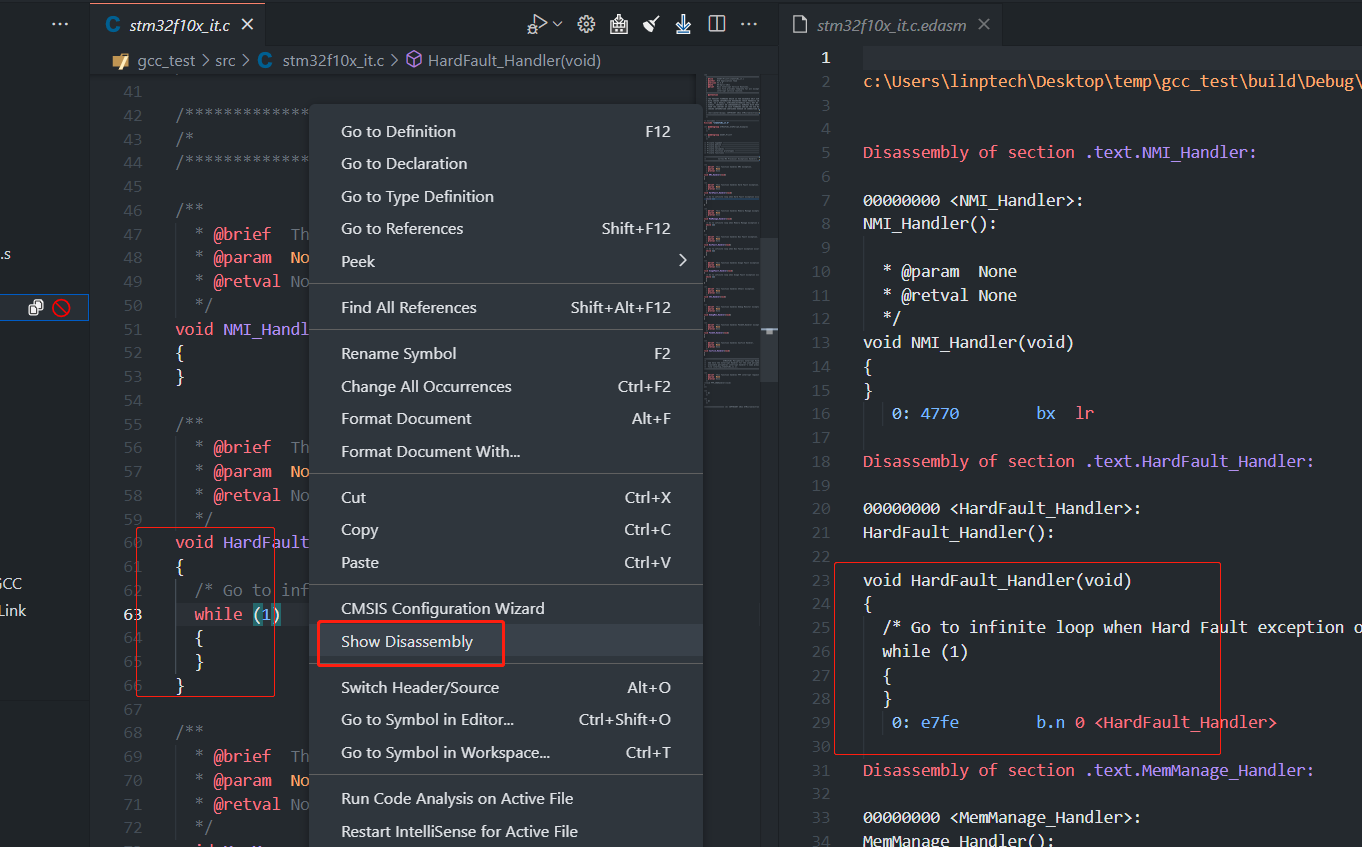 stm32f10x_it.c
gcc_test > src > C stm32f10x_it.c > HardFault_Handler(void)
.s
GCC
Link
41
42 /*************
43 /*
44 /*************
45
46 /**
47 * @brief Th
48 * @param No
49 * @retval No
50 */
51 void NMI_Handl
52 {
53 }
54
55 /**
56 * @brief Th
57 * @param No
58 * @retval No
59 */
60 void HardFault
61 {
62 /* Go to inf
63 while (1)
64 {
65 }
66 }
67
68 /**
69 * @brief Th
70 * @param No
71 * @retval No
72 */
Go to Definition F12
Go to Declaration
Go to Type Definition
Go to References Shift+F12
Peek
Find All References Shift+Alt+F12
Rename Symbol F2
Change All Occurrences Ctrl+F2
Format Document Alt+F
Format Document With...
Cut Ctrl+X
Copy Ctrl+C
Paste Ctrl+V
CMSIS Configuration Wizard
Show Disassembly
Switch Header/Source Alt+O
Go to Symbol in Editor... Ctrl+Shift+O
Go to Symbol in Workspace... Ctrl+T
Run Code Analysis on Active File
Restart IntelliSense for Active File
stm32f10x_it.c.edasm
1
2 c:\Users\linptech\Desktop\temp\gcc_test\build\Debug\
3
4
5 Disassembly of section .text.NMI_Handler:
6
7 00000000 <NMI_Handler>:
8 NMI_Handler():
9
10 * @param None
11 * @retval None
12 */
13 void NMI_Handler(void)
14 {
15 }
16 0: 4770 bx lr
17
18 Disassembly of section .text.HardFault_Handler:
19
20 00000000 <HardFault_Handler>:
21 HardFault_Handler():
22
23 void HardFault_Handler(void)
24 {
25 /* Go to infinite loop when Hard Fault exception o
26 while (1)
27 {
28 }
29 0: e7fe b.n 0 <HardFault_Handler>
30
31 Disassembly of section .text.MemManage_Handler:
32
33 00000000 <MemManage_Handler>:
34 MemManage_Handler():